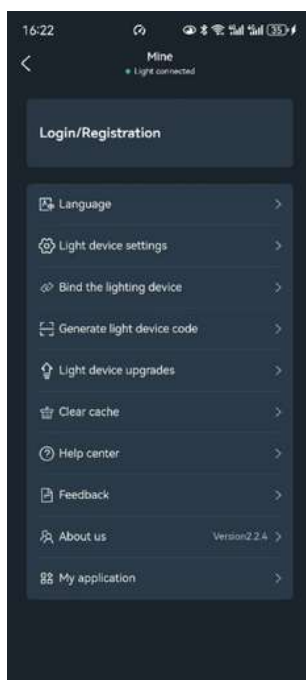 16:22
35
Mine
Light connected
Login/Registration
Language
Light device settings
Bind the lighting device
Generate light device code
Light device upgrades
Clear cache
Help center
Feedback
About us Version2.2.4
My application